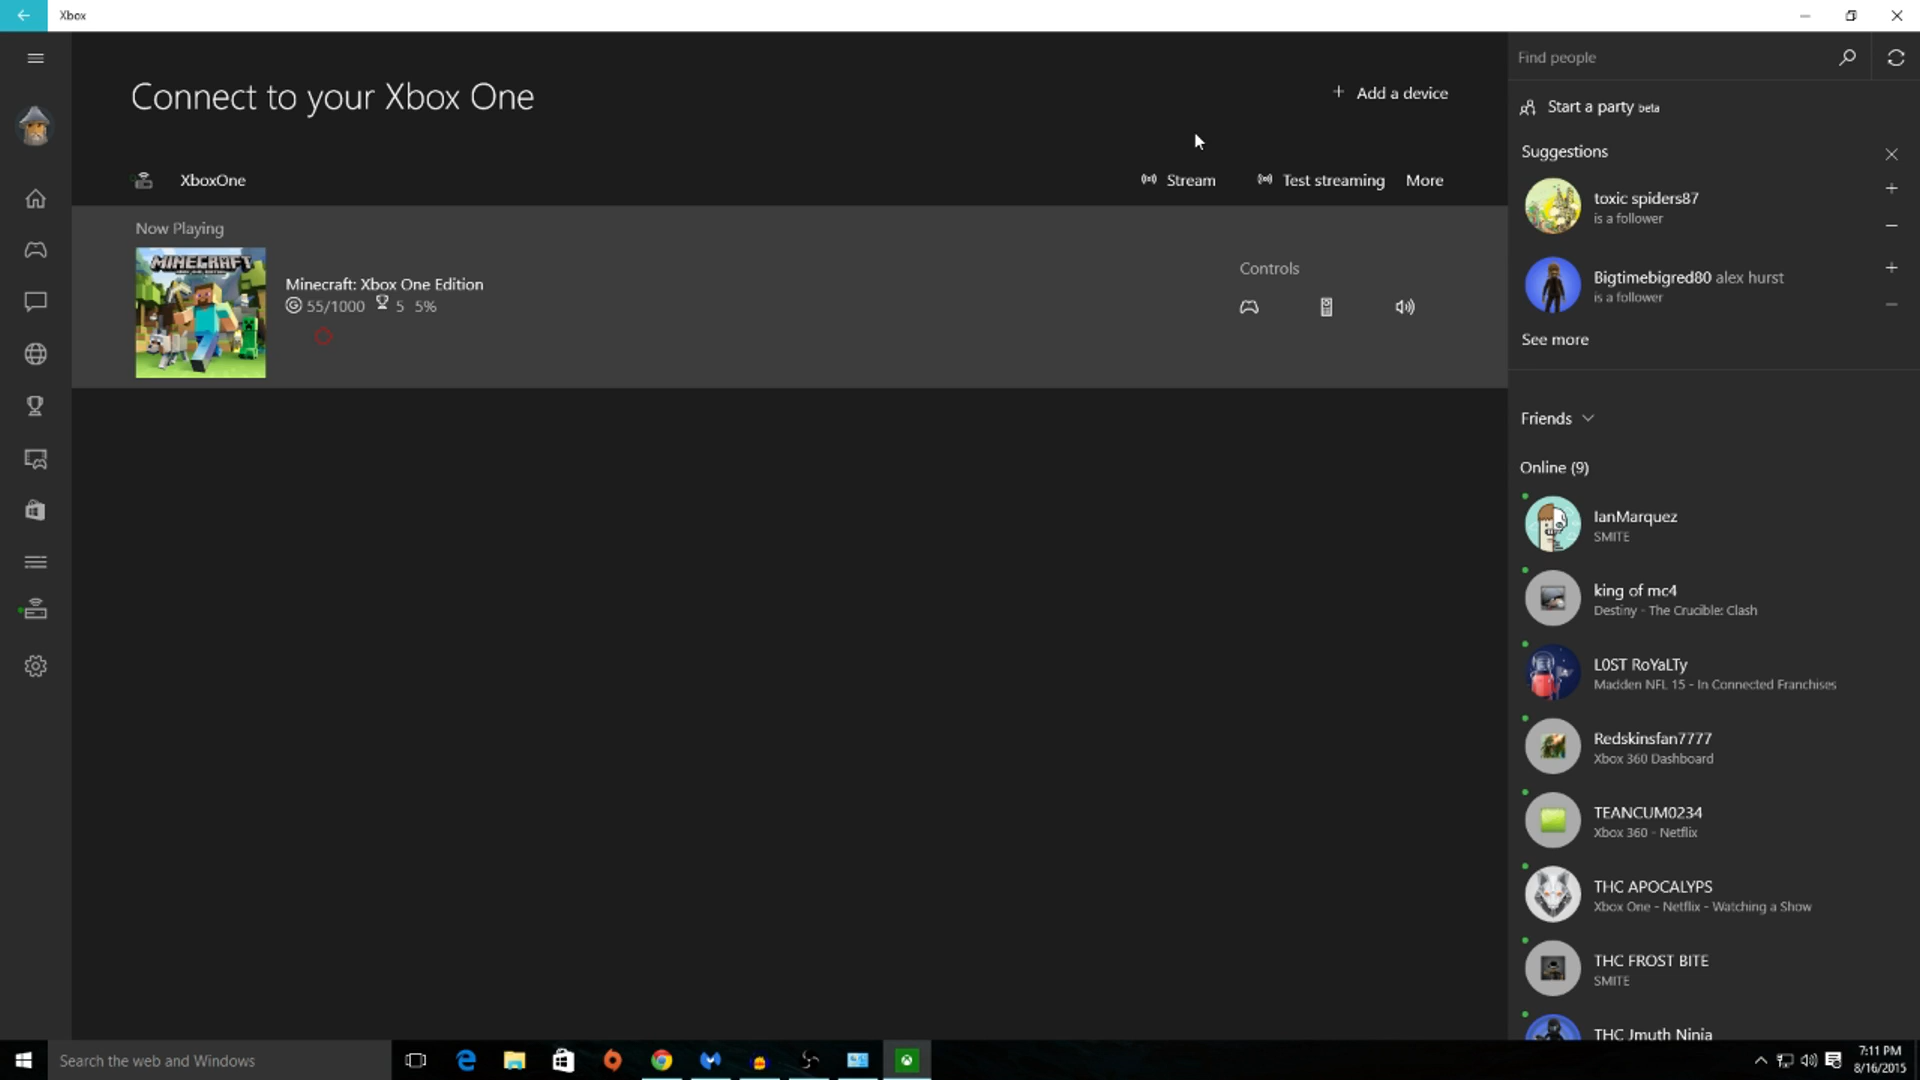 Xbox
Connect to your Xbox One
Add a device
XboxOne
Stream
Test streaming
More
Now Playing
MINECRAFT
Minecraft: Xbox One Edition
G 55/1000 5 5%
Controls
Find people
Start a party beta
Suggestions
toxic spiders87
is a follower
Bigtimebigred80 alex hurst
is a follower
See more
Friends
Online (9)
IanMarquez
SMITE
king of mc4
Destiny - The Crucible: Clash
L0ST RoYaLTy
Madden NFL 15 - In Connected Franchises
Redskinsfan7777
Xbox 360 Dashboard
TEANCUM0234
Xbox 360 - Netflix
THC APOCALYPS
Xbox One - Netflix - Watching a Show
THC FROST BITE
SMITE
THC Jmuth Ninja
Search the web and Windows
7:11 PM
8/16/2015